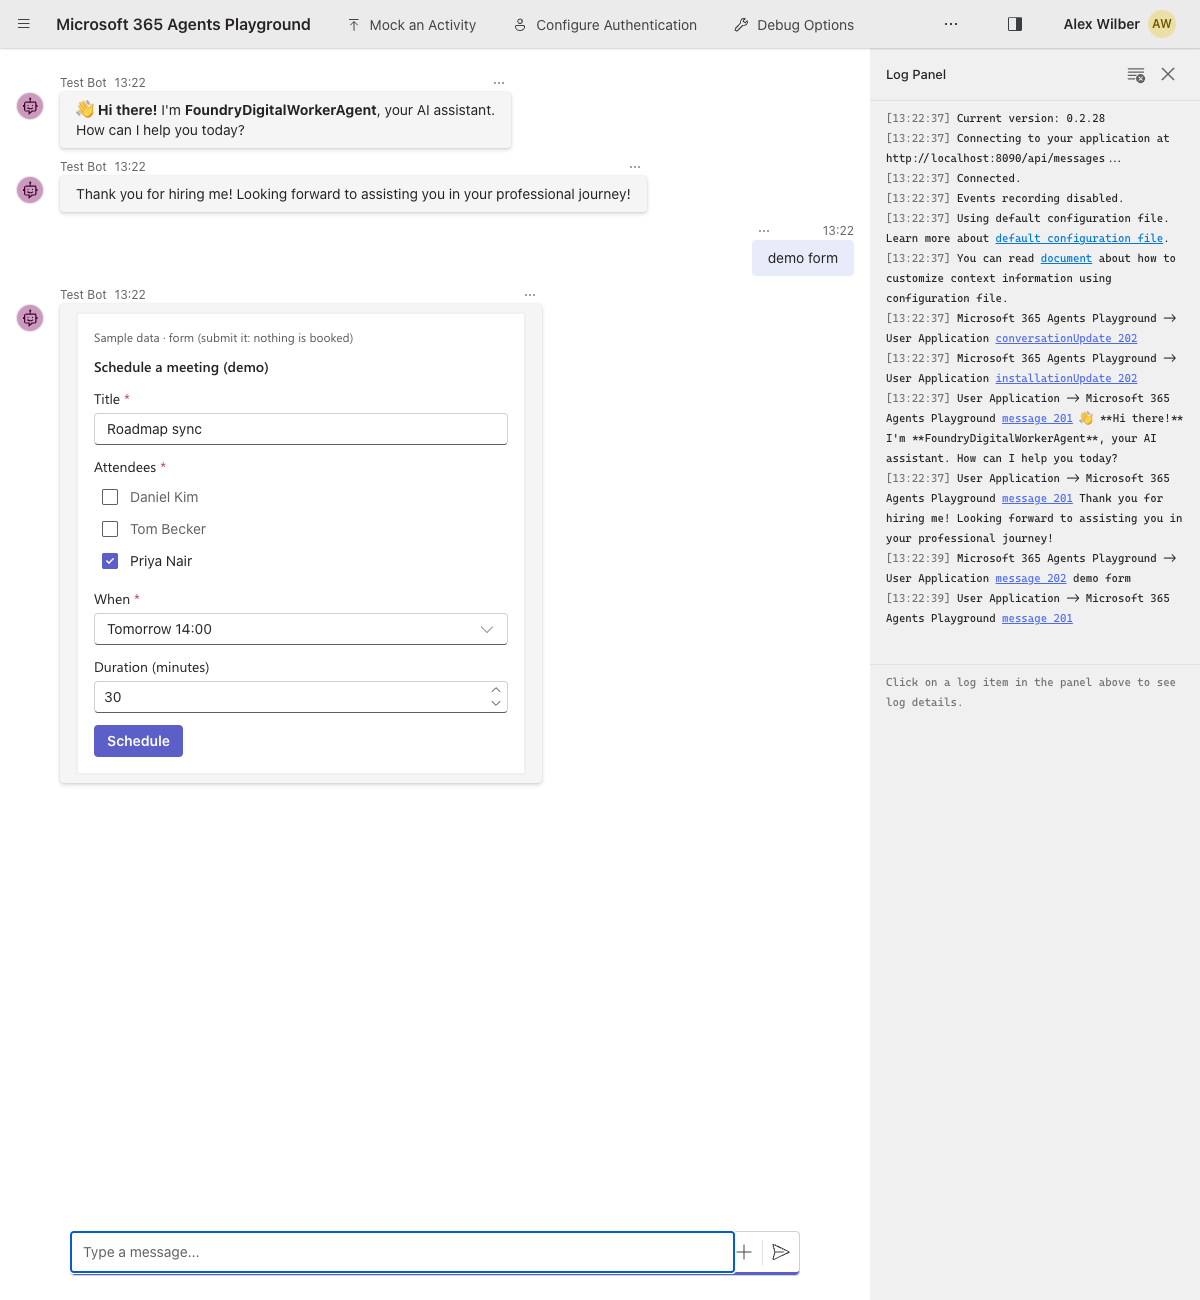 Microsoft 365 Agents Playground
Mock an Activity
Configure Authentication
Debug Options
Alex Wilber
AW
Test Bot 13:22
👋 Hi there! I'm FoundryDigitalWorkerAgent, your AI assistant.
How can I help you today?
Test Bot 13:22
Thank you for hiring me! Looking forward to assisting you in your professional journey!
13:22
demo form
Test Bot 13:22
Sample data · form (submit it: nothing is booked)
Schedule a meeting (demo)
Title *
Roadmap sync
Attendees *
Daniel Kim
Tom Becker
Priya Nair
When *
Tomorrow 14:00
Duration (minutes)
30
Schedule
Type a message...
Log Panel
[13:22:37] Current version: 0.2.28
[13:22:37] Connecting to your application at
http://localhost:8090/api/messages...
[13:22:37] Connected.
[13:22:37] Events recording disabled.
[13:22:37] Using default configuration file.
Learn more about default configuration file.
[13:22:37] You can read document about how to
customize context information using
configuration file.
[13:22:37] Microsoft 365 Agents Playground →
User Application conversationUpdate 202
[13:22:37] Microsoft 365 Agents Playground →
User Application installationUpdate 202
[13:22:37] User Application → Microsoft 365
Agents Playground message 201 👋 **Hi there!**
I'm **FoundryDigitalWorkerAgent**, your AI
assistant. How can I help you today?
[13:22:37] User Application → Microsoft 365
Agents Playground message 201 Thank you for
hiring me! Looking forward to assisting you in
your professional journey!
[13:22:39] Microsoft 365 Agents Playground →
User Application message 202 demo form
[13:22:39] User Application → Microsoft 365
Agents Playground message 201
Click on a log item in the panel above to see
log details.